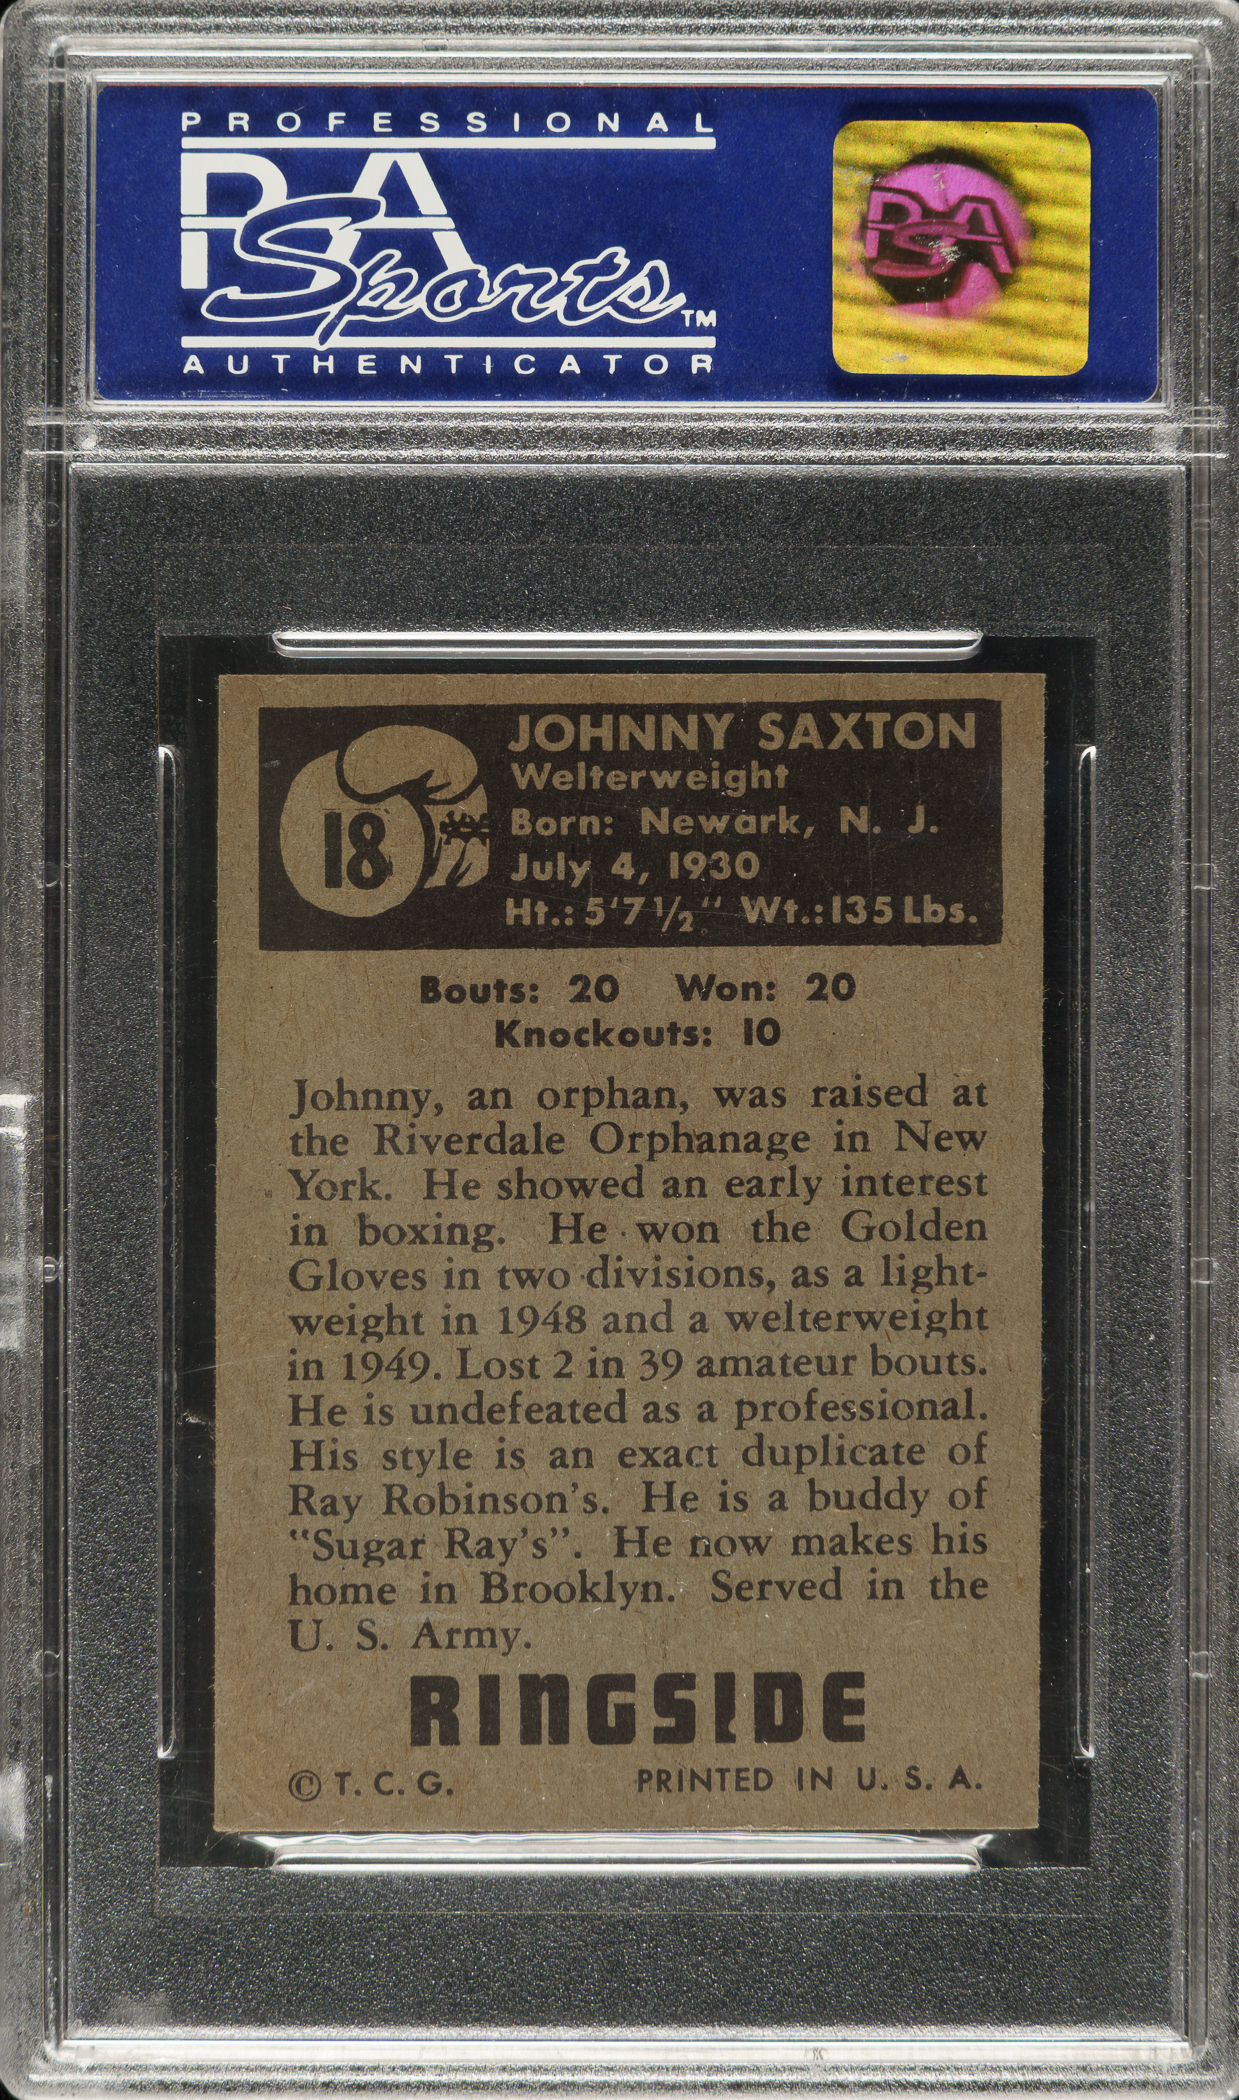 PROFESSIONAL
PSA
Sports™
AUTHENTICATOR
PSA
18
JOHNNY SAXTON
Welterweight
Born: Newark, N. J.
July 4, 1930
Ht.: 5'7 1/2" Wt.: 135 Lbs.
Bouts: 20 Won: 20
Knockouts: 10
Johnny, an orphan, was raised at
the Riverdale Orphanage in New
York. He showed an early interest
in boxing. He won the Golden
Gloves in two divisions, as a light-
weight in 1948 and a welterweight
in 1949. Lost 2 in 39 amateur bouts.
He is undefeated as a professional.
His style is an exact duplicate of
Ray Robinson's. He is a buddy of
"Sugar Ray's". He now makes his
home in Brooklyn. Served in the
U. S. Army.
RINGSIDE
© T. C. G.
PRINTED IN U. S. A.